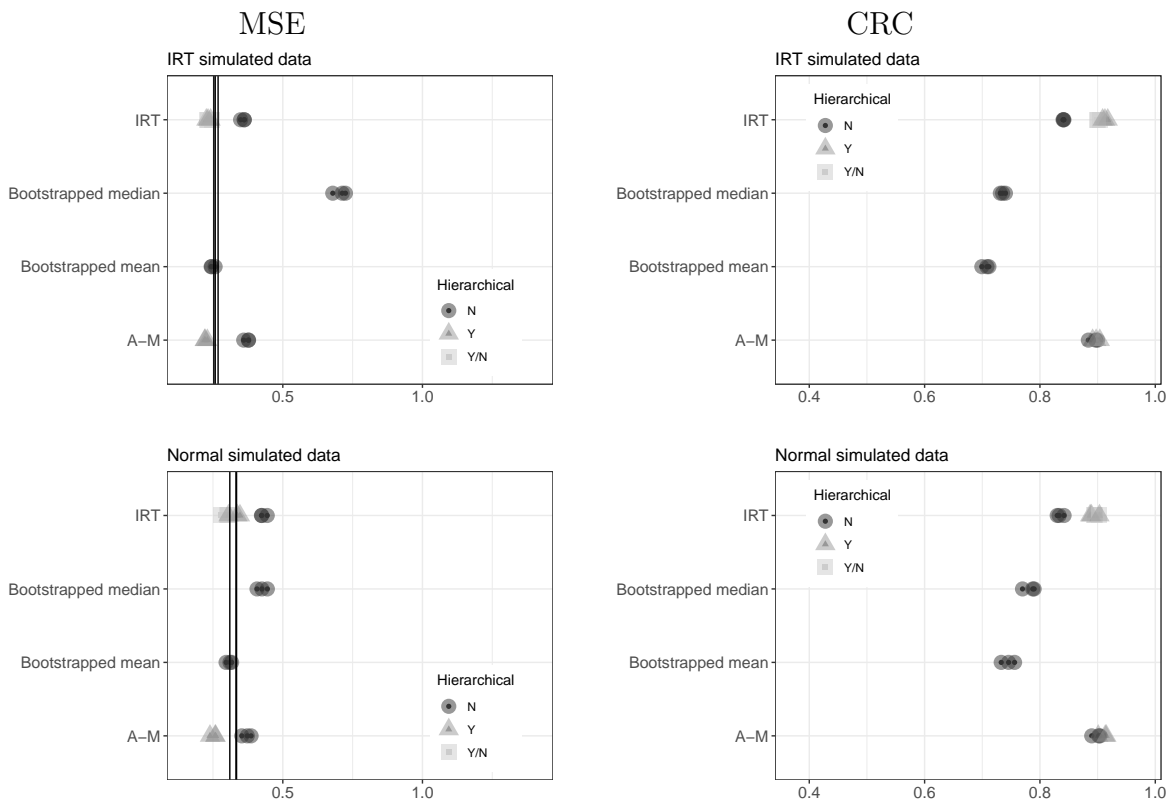 MSE
CRC
IRT simulated data
IRT
Bootstrapped median
Bootstrapped mean
A−M
Hierarchical
N
Y
Y/N
0.5
1.0
IRT simulated data
IRT
Bootstrapped median
Bootstrapped mean
A−M
Hierarchical
N
Y
Y/N
0.4
0.6
0.8
1.0
Normal simulated data
IRT
Bootstrapped median
Bootstrapped mean
A−M
Hierarchical
N
Y
Y/N
0.5
1.0
Normal simulated data
IRT
Bootstrapped median
Bootstrapped mean
A−M
Hierarchical
N
Y
Y/N
0.4
0.6
0.8
1.0